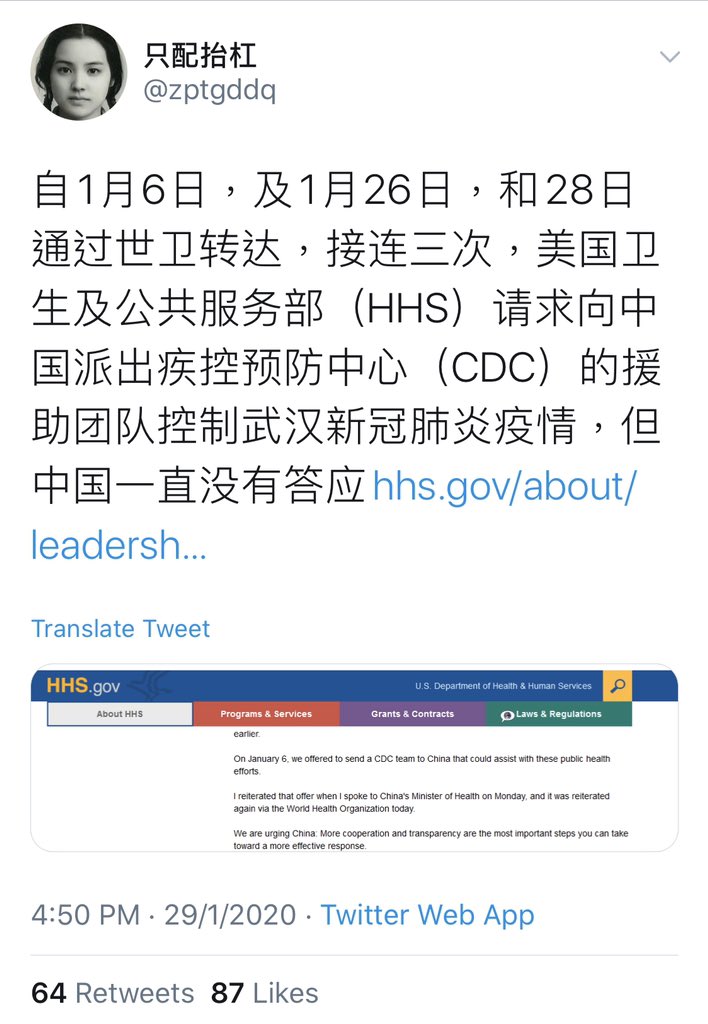 只配抬杠
@zptgddq
自1月6日，及1月26日，和28日
通过世卫转达，接连三次，美国卫
生及公共服务部（HHS）请求向中
国派出疾控预防中心（CDC）的援
助团队控制武汉新冠肺炎疫情，但
中国一直没有答应hhs.gov/about/
leadersh...
Translate Tweet
HHS.gov
U.S. Department of Health & Human Services
About HHS
Programs & Services
Grants & Contracts
Laws & Regulations
earlier.
On January 6, we offered to send a CDC team to China that could assist with these public health
efforts.
I reiterated that offer when I spoke to China's Minister of Health on Monday, and it was reiterated
again via the World Health Organization today.
We are urging China: More cooperation and transparency are the most important steps you can take
toward a more effective response.
4:50 PM · 29/1/2020 · Twitter Web App
64 Retweets 87 Likes